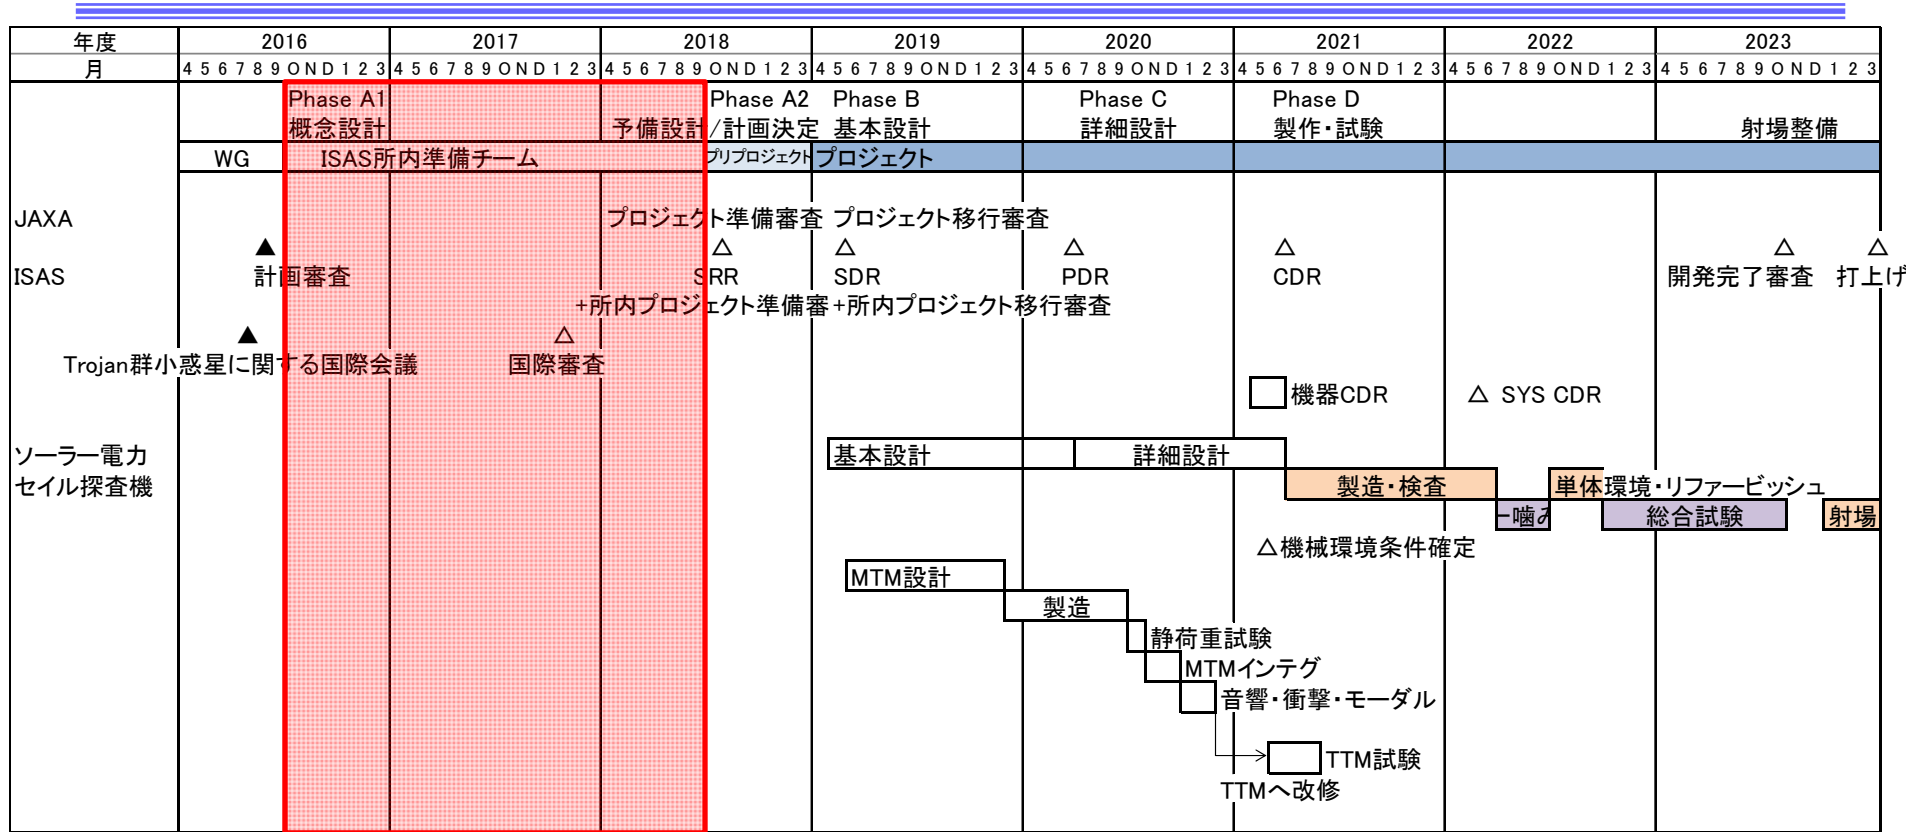 年度 2016 2017 2018 2019 2020 2021 2022 2023
月 4 5 6 7 8 9 O N D 1 2 3 4 5 6 7 8 9 O N D 1 2 3 4 5 6 7 8 9 O N D 1 2 3 4 5 6 7 8 9 O N D 1 2 3 4 5 6 7 8 9 O N D 1 2 3 4 5 6 7 8 9 O N D 1 2 3 4 5 6 7 8 9 O N D 1 2 3 4 5 6 7 8 9 O N D 1 2 3
Phase A1 Phase A2 Phase B Phase C Phase D
概念設計 予備設計/計画決定 基本設計 詳細設計 製作・試験 射場整備
WG ISAS所内準備チーム プリプロジェクト プロジェクト
JAXA プロジェクト準備審査 プロジェクト移行審査
▲ △ △ △ △ △ △
ISAS 計画審査 SRR SDR PDR CDR 開発完了審査 打上げ
+所内プロジェクト準備審 +所内プロジェクト移行審査
▲ △
Trojan群小惑星に関する国際会議 国際審査
機器CDR △ SYS CDR
ソーラー電力 基本設計 詳細設計
セイル探査機 製造・検査 単体環境・リファービッシュ
ー噛み 総合試験 射場
△機械環境条件確定
MTM設計
製造
静荷重試験
MTMインテグ
音響・衝撃・モーダル
TTM試験
TTMへ改修